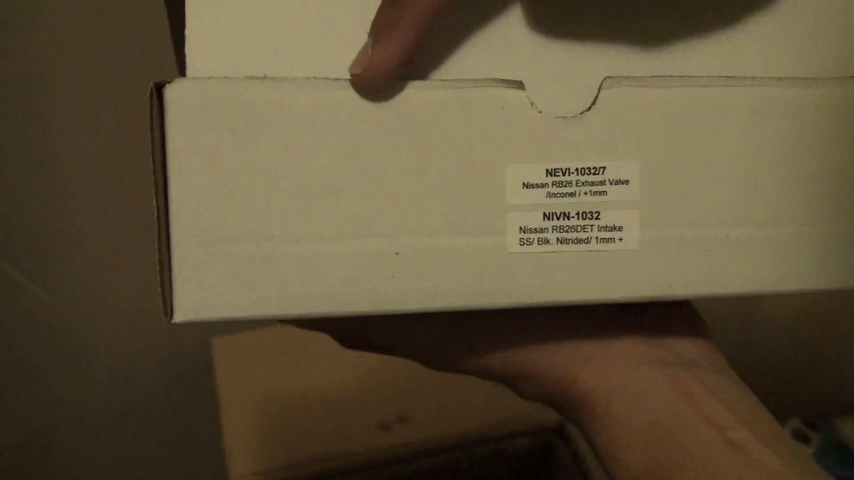 NEVI-1032/7
Nissan RB26 Exhaust Valve
/Inconel / +1mm
NIVN-1032
Nissan RB26DET Intake
SS/ Blk. Nitrided/ 1mm +